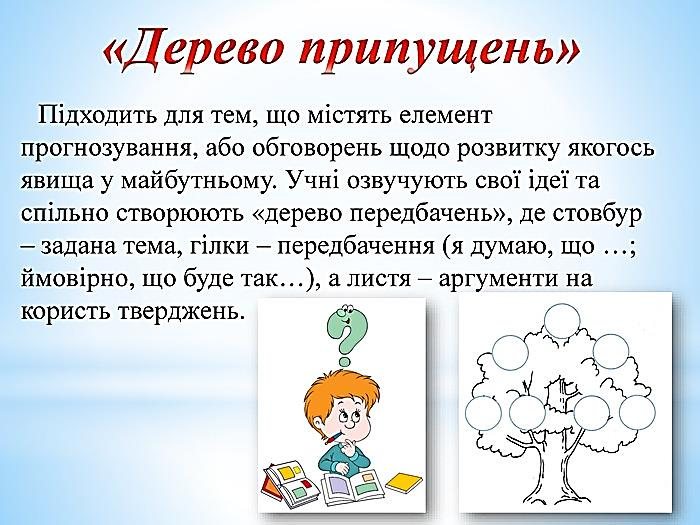 «Дерево припущень»
Підходить для тем, що містять елемент
прогнозування, або обговорень щодо розвитку якогось
явища у майбутньому. Учні озвучують свої ідеї та
спільно створюють «дерево передбачень», де стовбур
– задана тема, гілки – передбачення (я думаю, що …;
ймовірно, що буде так…), а листя – аргументи на
користь тверджень.
?